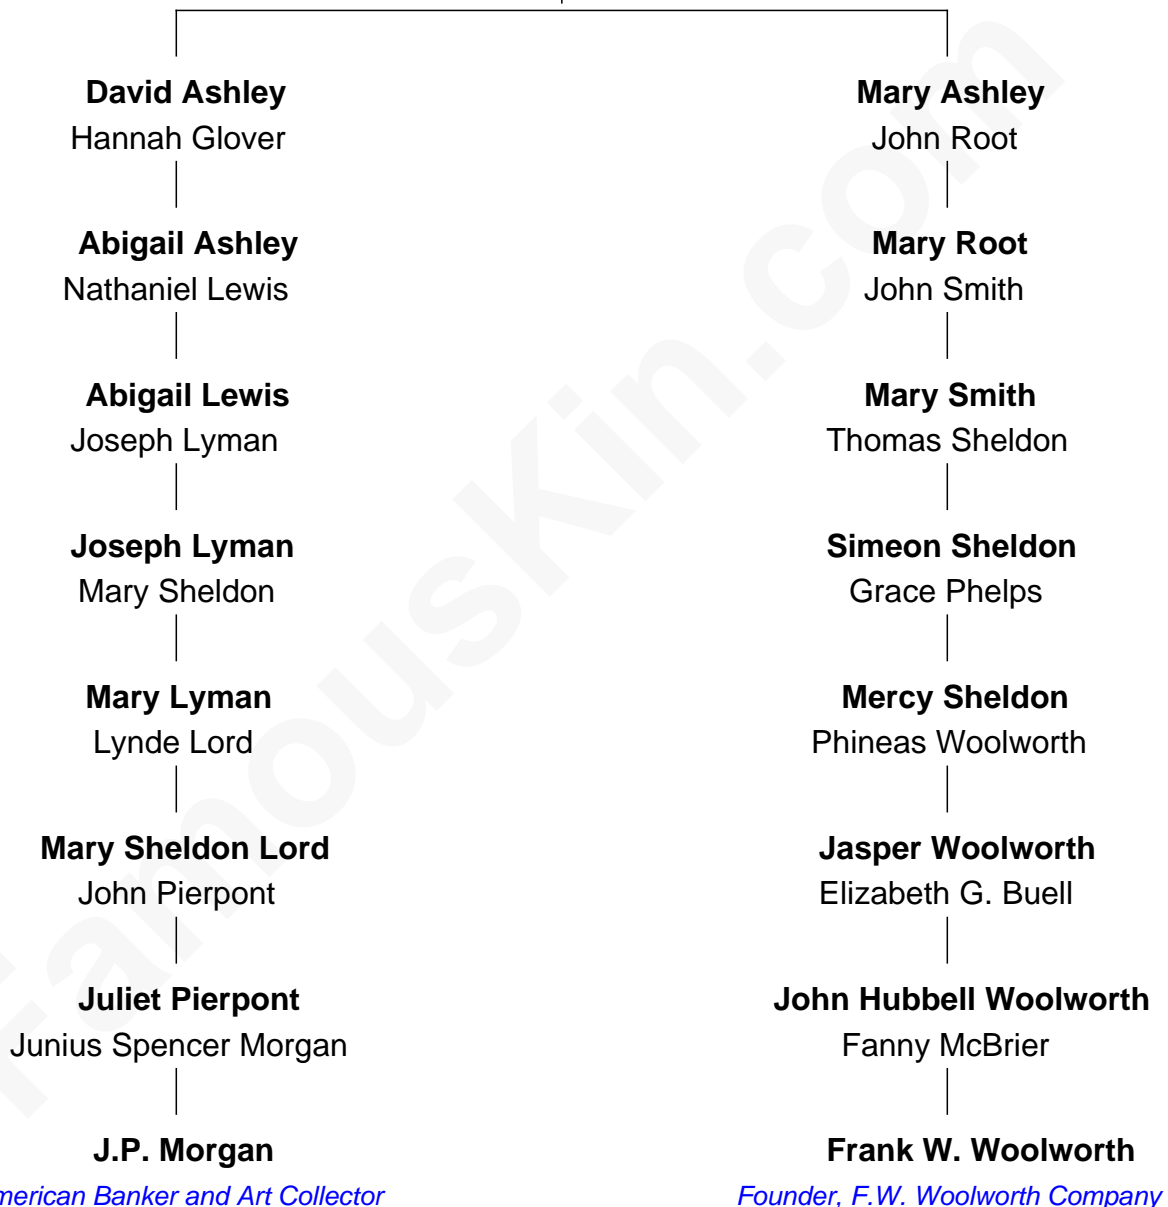 David Ashley
Hannah Glover
Abigail Ashley
Nathaniel Lewis
Abigail Lewis
Joseph Lyman
Joseph Lyman
Mary Sheldon
Mary Lyman
Lynde Lord
Mary Sheldon Lord
John Pierpont
Juliet Pierpont
Junius Spencer Morgan
J.P. Morgan
merican Banker and Art Collector
Mary Ashley
John Root
Mary Root
John Smith
Mary Smith
Thomas Sheldon
Simeon Sheldon
Grace Phelps
Mercy Sheldon
Phineas Woolworth
Jasper Woolworth
Elizabeth G. Buell
John Hubbell Woolworth
Fanny McBrier
Frank W. Woolworth
Founder, F.W. Woolworth Company
FamousKin.com